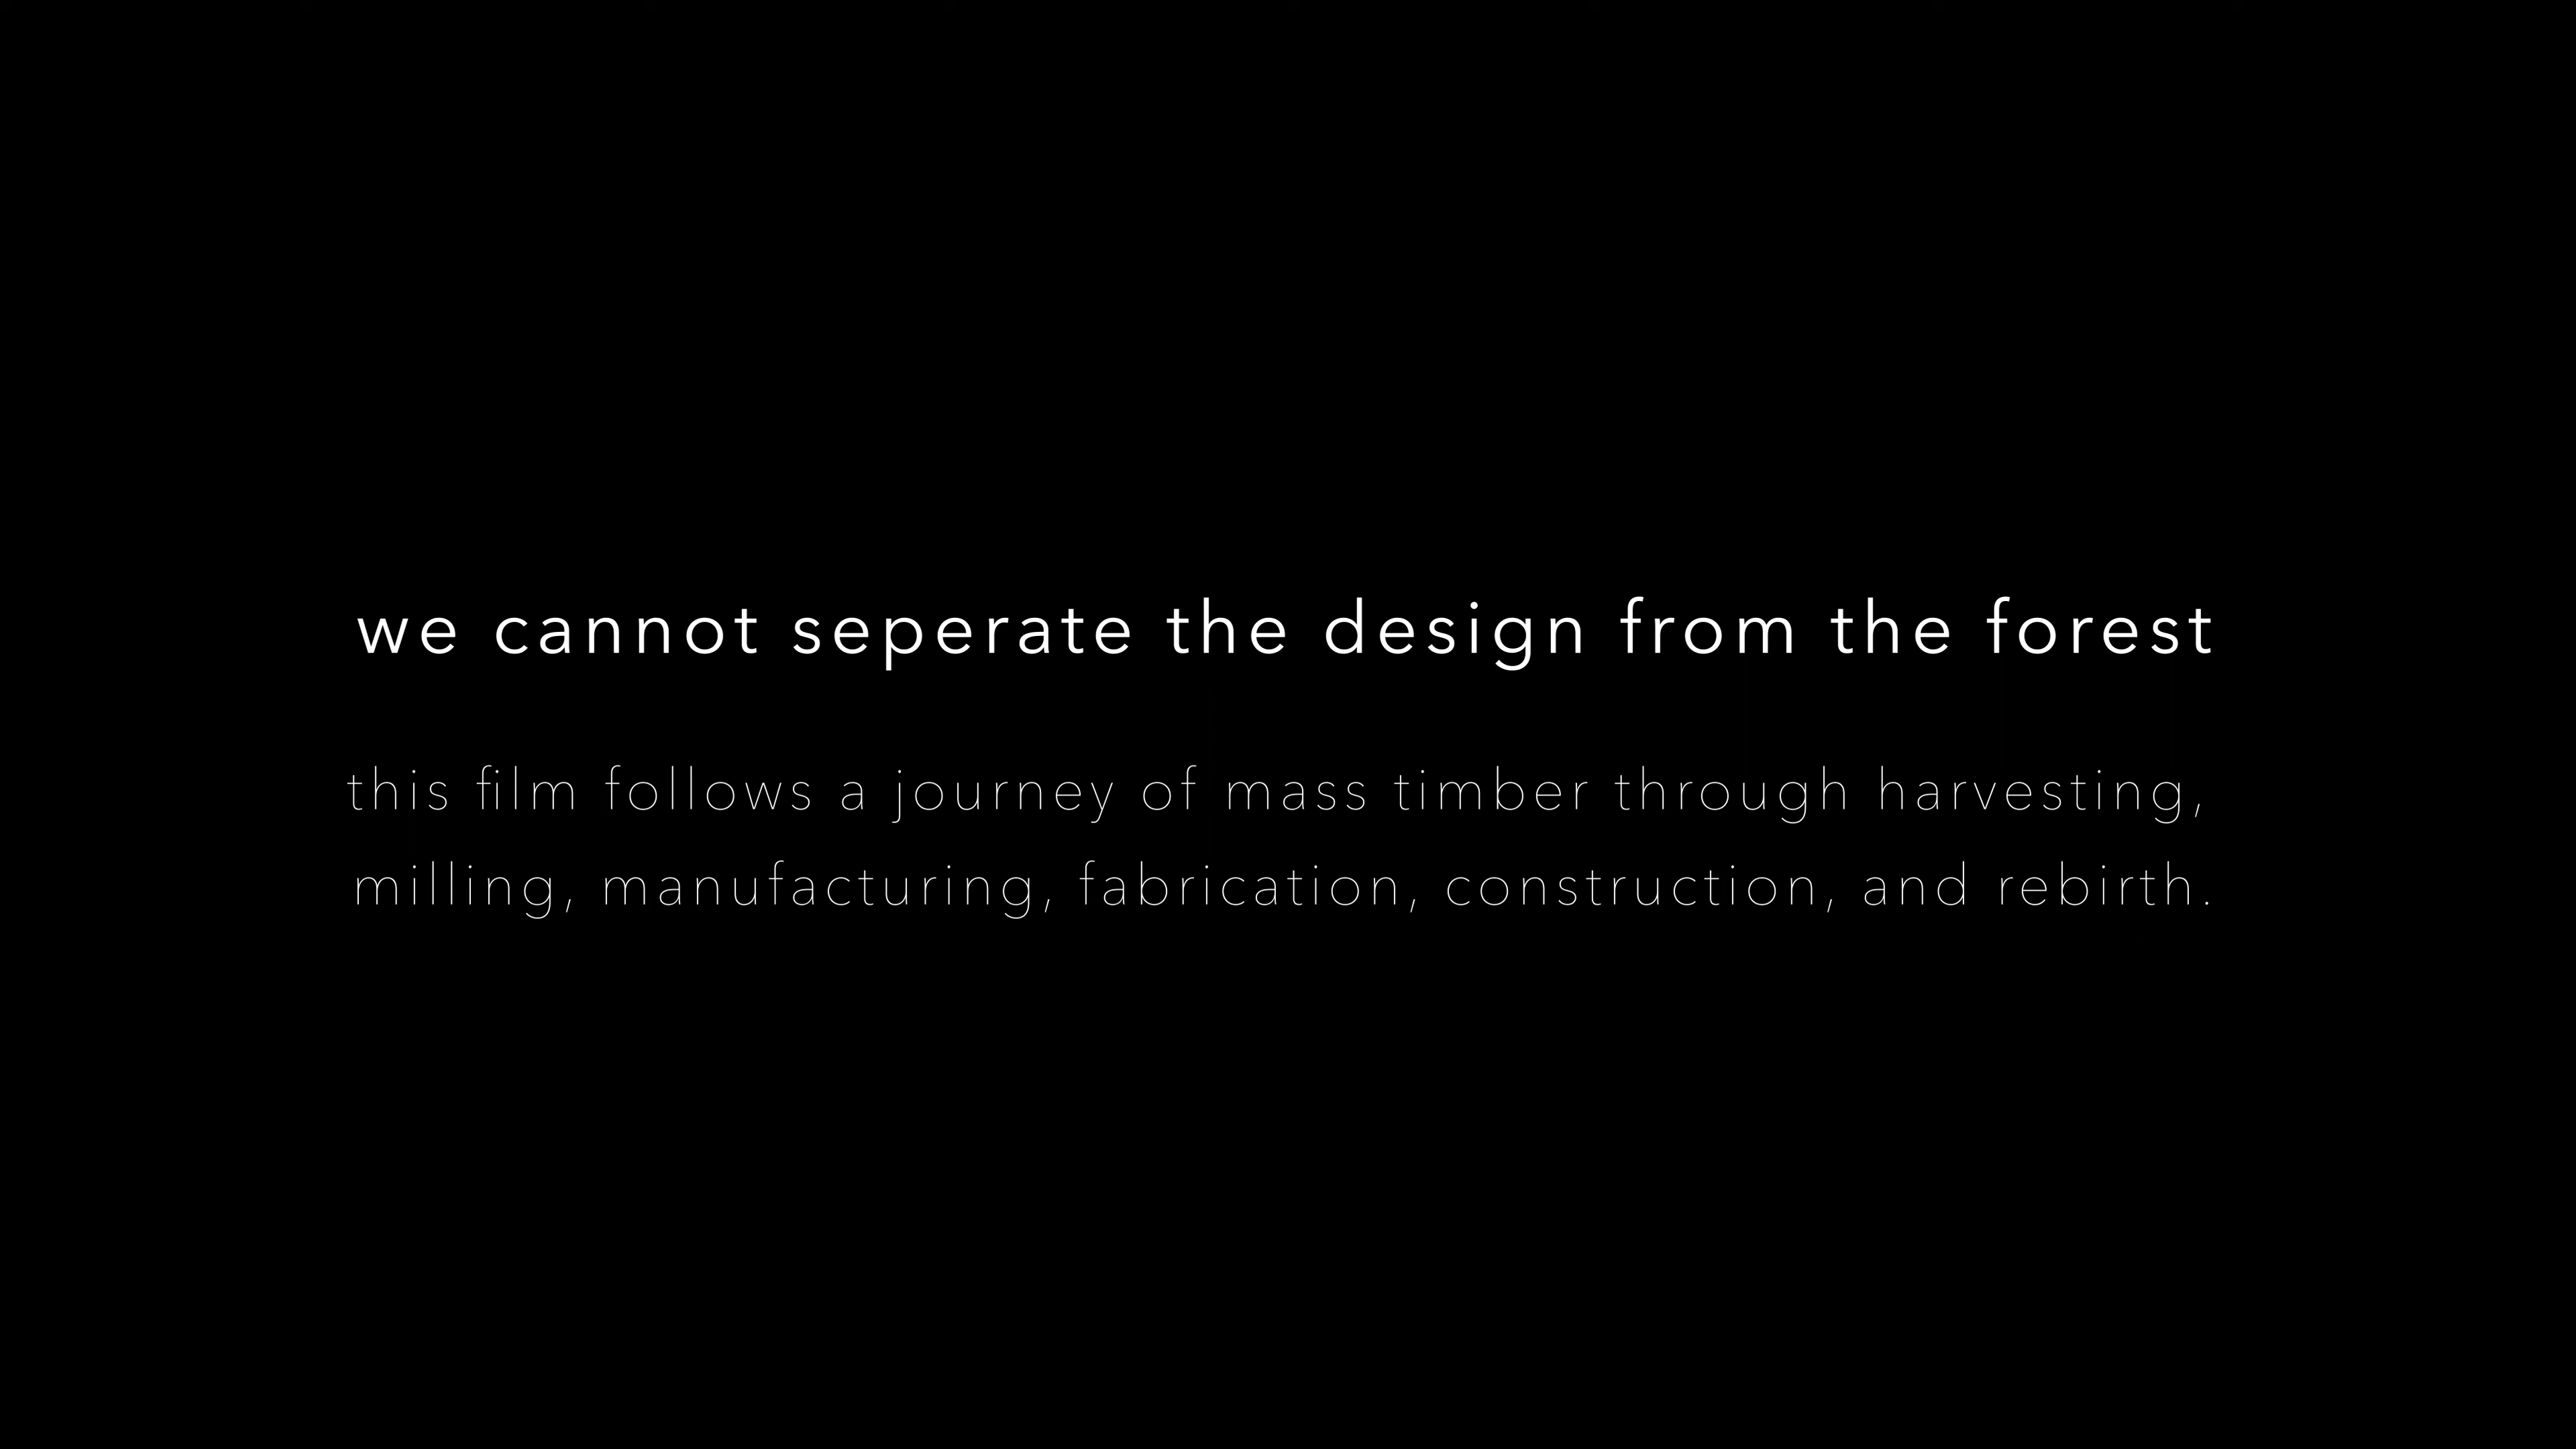 we cannot seperate the design from the forest
this film follows a journey of mass timber through harvesting,
milling, manufacturing, fabrication, construction, and rebirth.